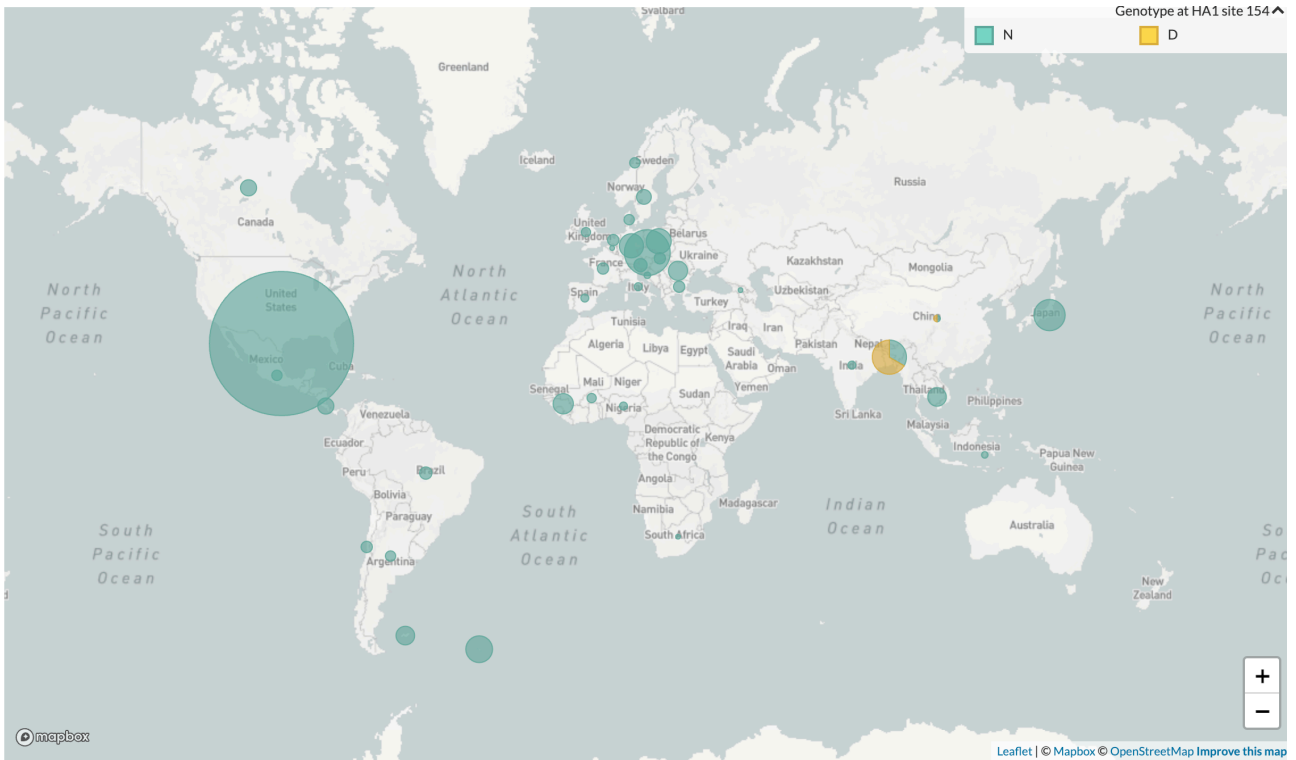 Svalbard
Genotype at HA1 site 154
N
D
Greenland
Iceland
Sweden
Norway
Russia
Canada
United
Kingdom
Belarus
Ukraine
France
Kazakhstan
Mongolia
North
Atlantic
Ocean
North
Pacific
Ocean
United
States
Spain
Italy
Turkey
Uzbekistan
China
Japan
North
Pacific
Ocean
Tunisia
Iraq
Iran
Algeria
Libya
Egypt
Saudi
Arabia
Pakistan
Nepal
Oman
India
Mexico
Cuba
Senegal
Mali
Niger
Sudan
Yemen
Thailand
Philippines
Nigeria
Sri Lanka
Venezuela
Malaysia
Ecuador
Democratic
Republic of
the Congo
Kenya
Indonesia
Papua New
Guinea
Peru
Brazil
Angola
Bolivia
Namibia
Madagascar
Paraguay
South
Atlantic
Ocean
Indian
Ocean
Australia
South
Pacific
Ocean
South Africa
So
Pac
Oc
Argentina
New
Zealand
d
+
−
mapbox
Leaflet | © Mapbox © OpenStreetMap Improve this map